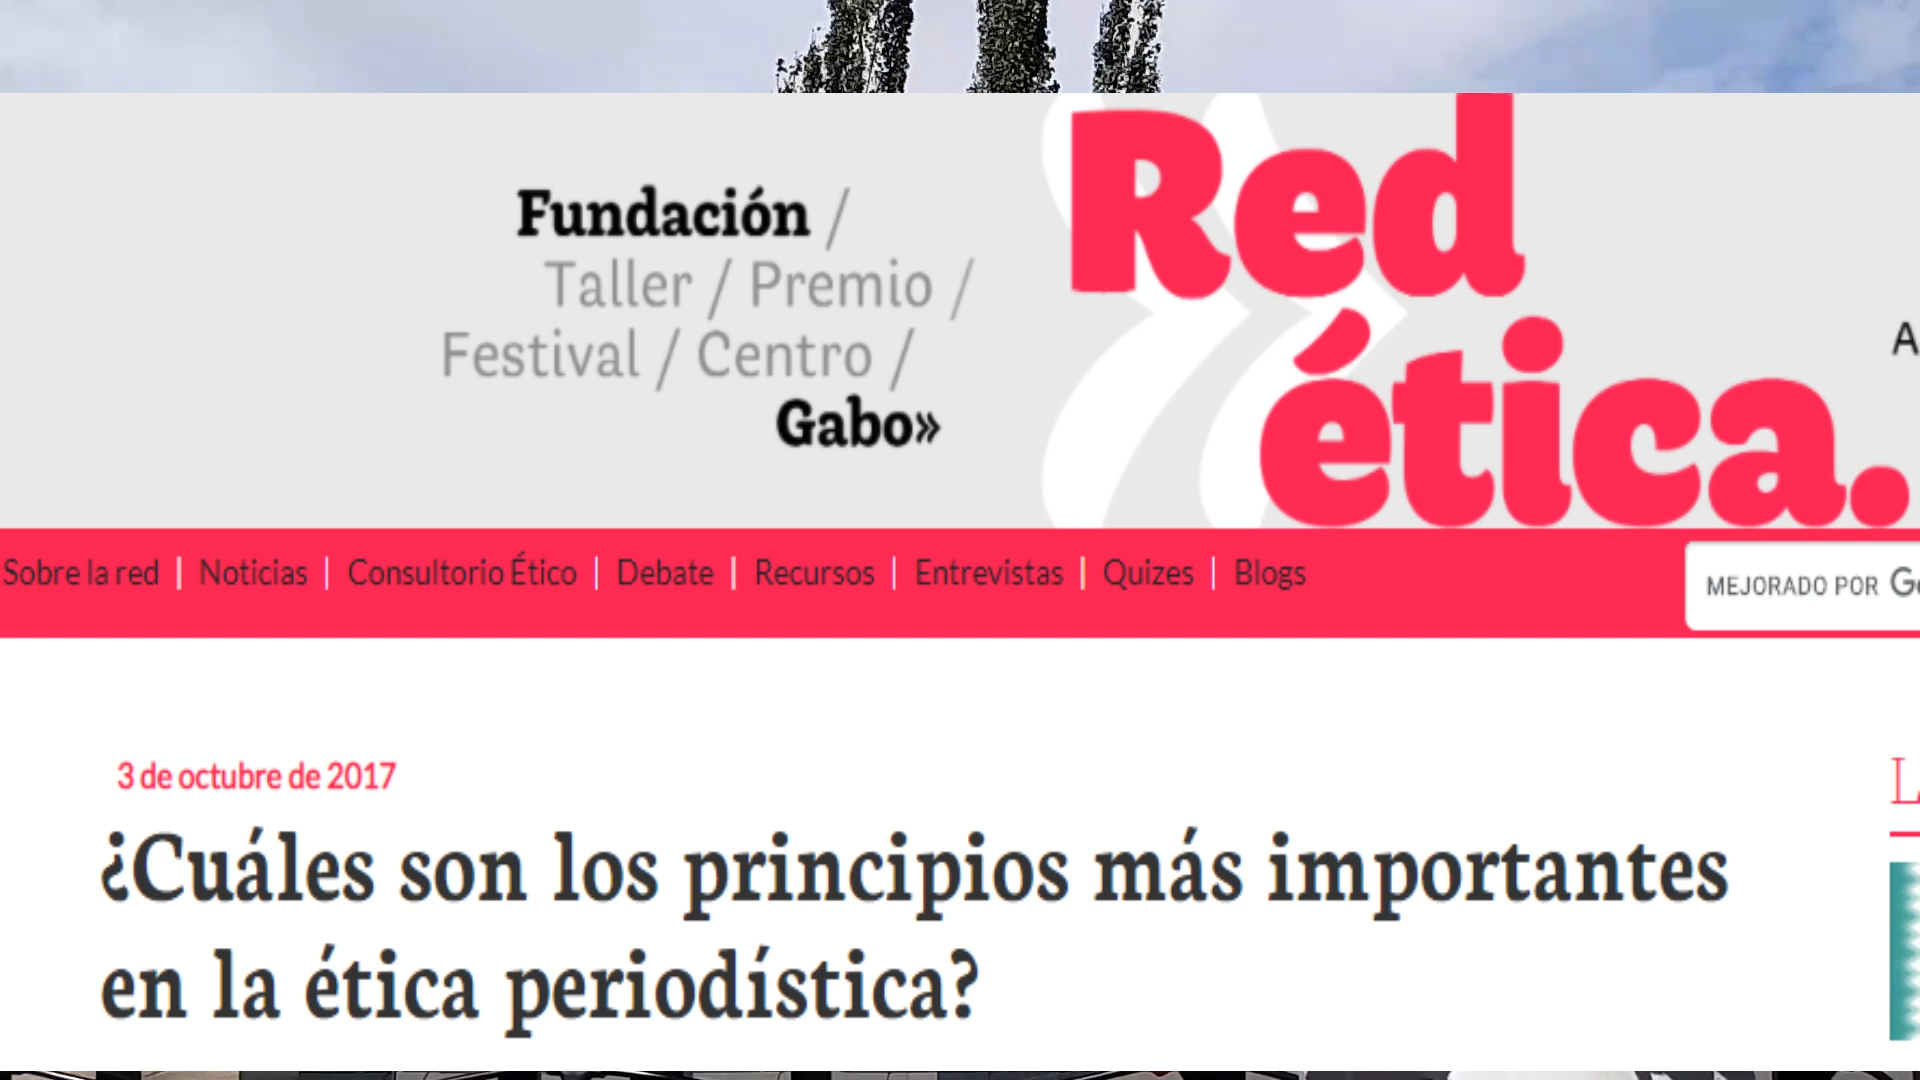 Fundación /
Taller / Premio /
Festival / Centro /
Gabo»
Red
ética.
Sobre la red | Noticias | Consultorio Ético | Debate | Recursos | Entrevistas | Quizes | Blogs
MEJORADO POR
3 de octubre de 2017
¿Cuáles son los principios más importantes
en la ética periodística?